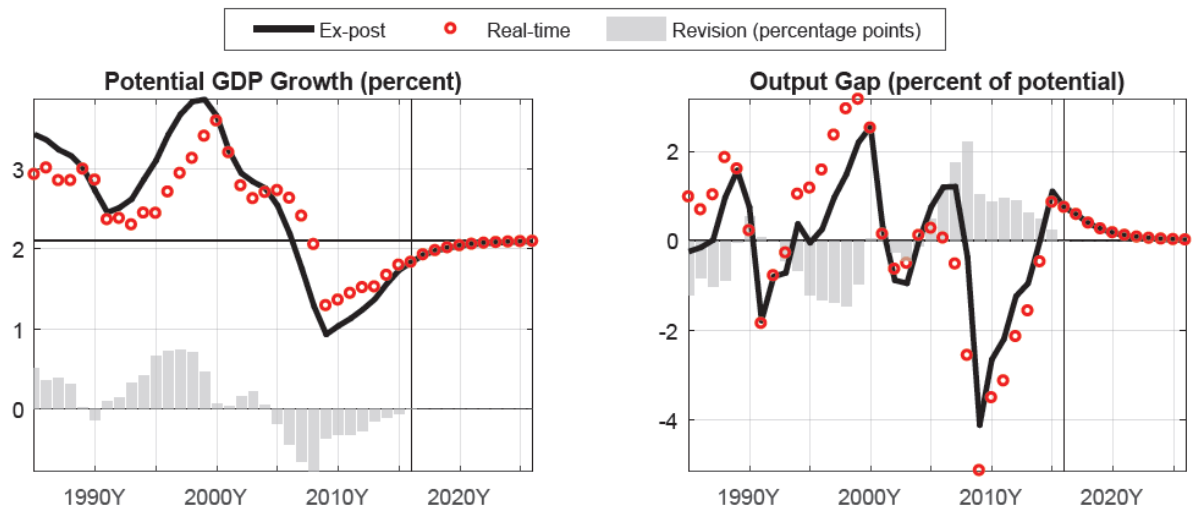 Ex-post Real-time Revision (percentage points)
Potential GDP Growth (percent)
3
2
1
0
1990Y 2000Y 2010Y 2020Y
Output Gap (percent of potential)
2
0
-2
-4
1990Y 2000Y 2010Y 2020Y